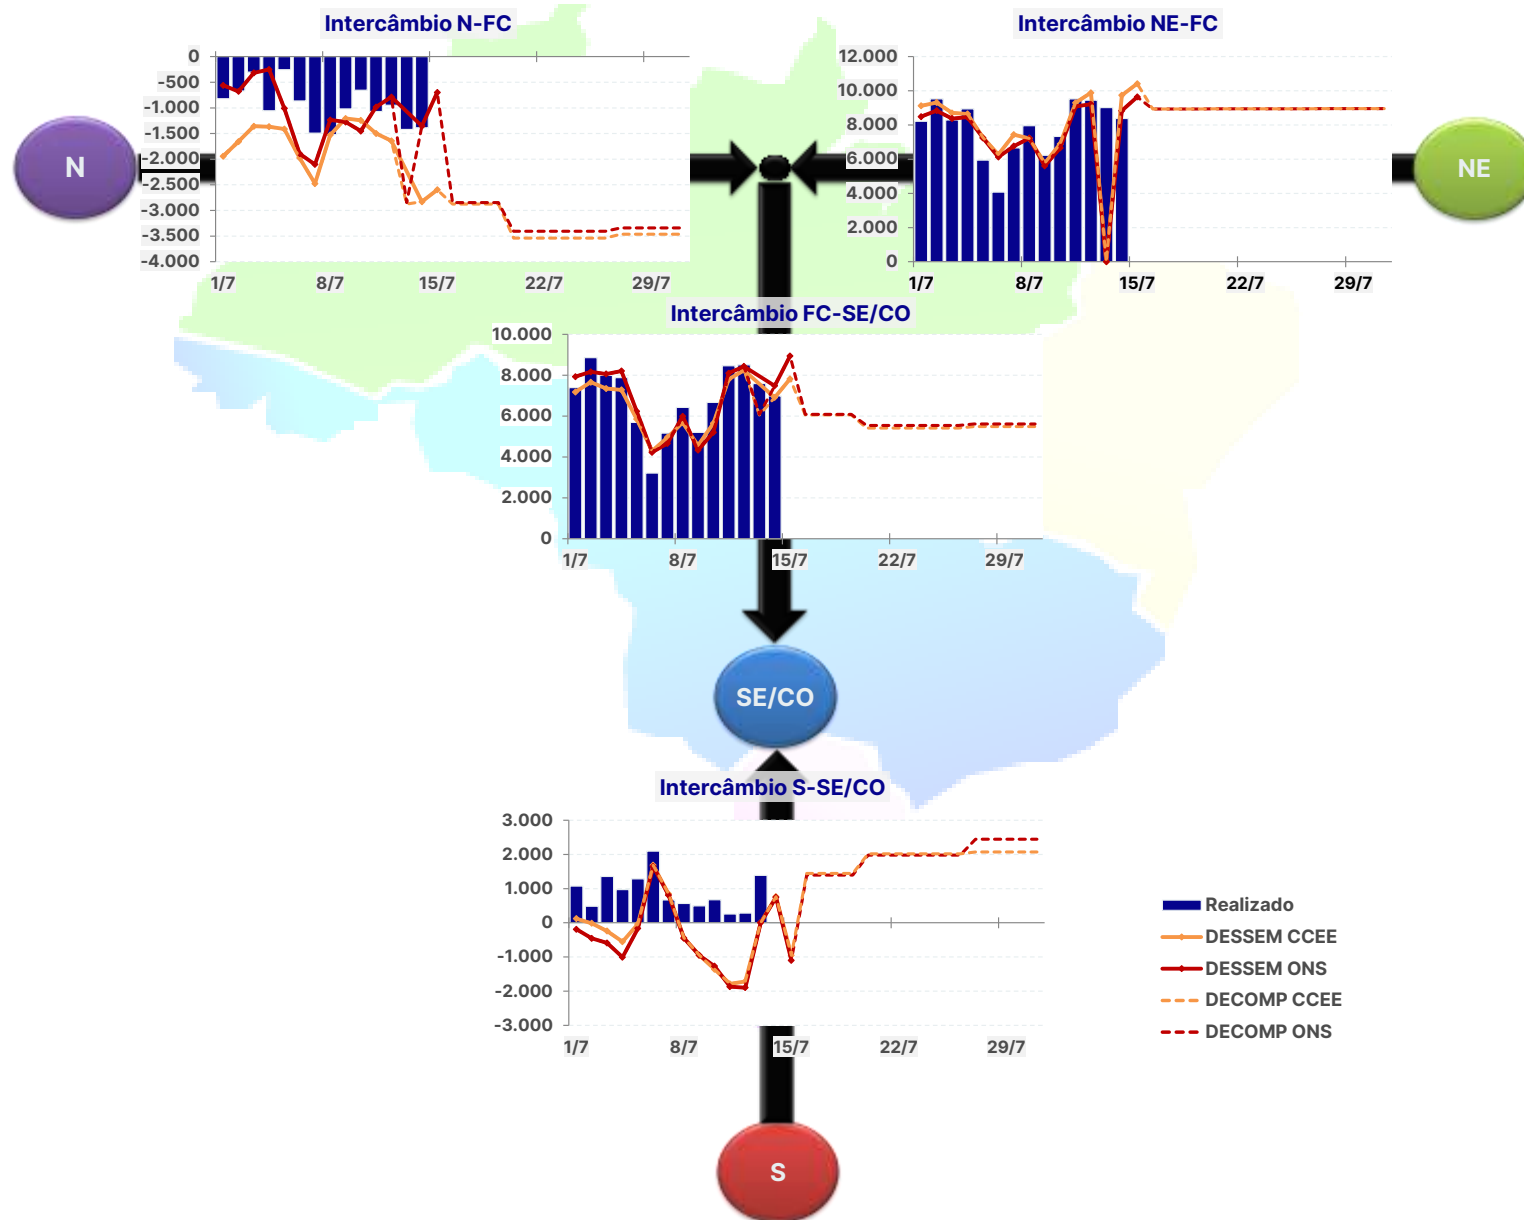 Intercâmbio N-FC
0
-500
-1.000
-1.500
-2.000
-2.500
-3.000
-3.500
-4.000
1/7 8/7 15/7 22/7 29/7
N
Intercâmbio NE-FC
12.000
10.000
8.000
6.000
4.000
2.000
0
1/7 8/7 15/7 22/7 29/7
NE
Intercâmbio FC-SE/CO
10.000
8.000
6.000
4.000
2.000
0
1/7 8/7 15/7 22/7 29/7
SE/CO
Intercâmbio S-SE/CO
3.000
2.000
1.000
0
-1.000
-2.000
-3.000
1/7 8/7 15/7 22/7 29/7
Realizado
DESSEM CCEE
DESSEM ONS
DECOMP CCEE
DECOMP ONS
S